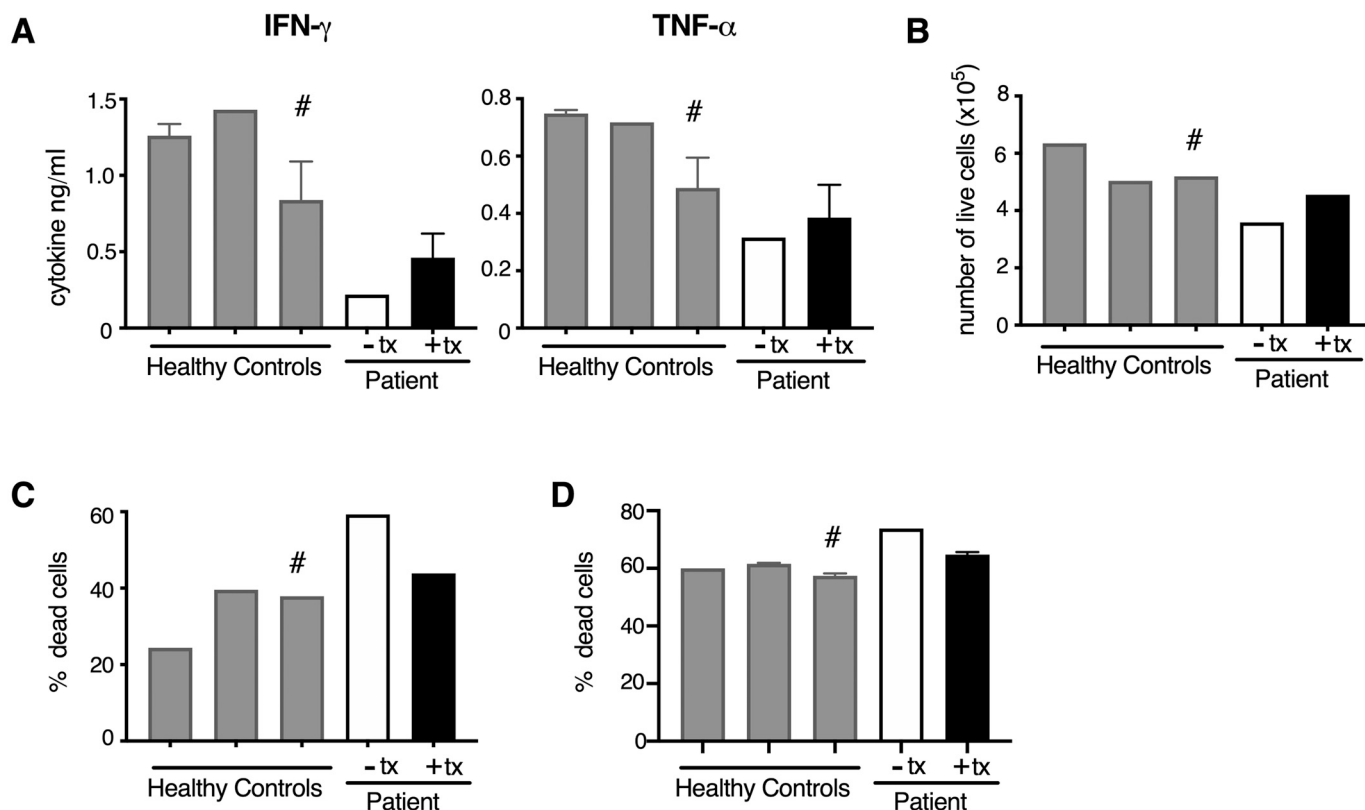 A
IFN-γ
TNF-α
B
cytokine ng/ml
1.5
1.0
0.5
0
#
- tx
+tx
Healthy Controls
Patient
0.8
0.6
0.4
0.2
0
#
- tx
+tx
Healthy Controls
Patient
number of live cells (x10⁵)
8
6
4
2
0
#
- tx
+tx
Healthy Controls
Patient
C
% dead cells
60
40
20
0
#
- tx
+tx
Healthy Controls
Patient
D
% dead cells
80
60
40
20
0
#
- tx
+tx
Healthy Controls
Patient